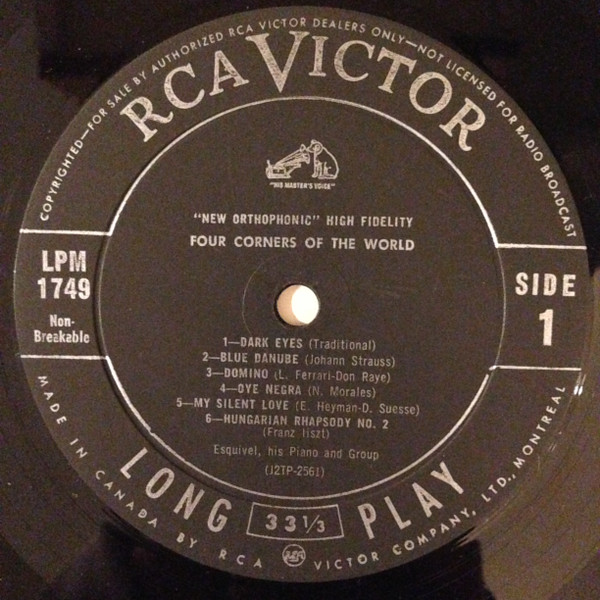 COPYRIGHTED—FOR SALE BY AUTHORIZED RCA VICTOR DEALERS ONLY—NOT LICENSED FOR RADIO BROADCAST
RCA VICTOR
"HIS MASTER'S VOICE"
"NEW ORTHOPHONIC" HIGH FIDELITY
FOUR CORNERS OF THE WORLD
LPM
1749
Non-
Breakable
SIDE
1
1—DARK EYES (Traditional)
2—BLUE DANUBE (Johann Strauss)
3—DOMINO (L. Ferrari-Don Raye)
4—OYE NEGRA (N. Morales)
5—MY SILENT LOVE (E. Heyman-D. Suesse)
6—HUNGARIAN RHAPSODY NO. 2
(Franz liszt)
Esquivel, his Piano and Group
(J2TP-2561)
LONG 33 1/3 PLAY
MADE IN CANADA BY RCA VICTOR COMPANY, LTD., MONTREAL
RCA